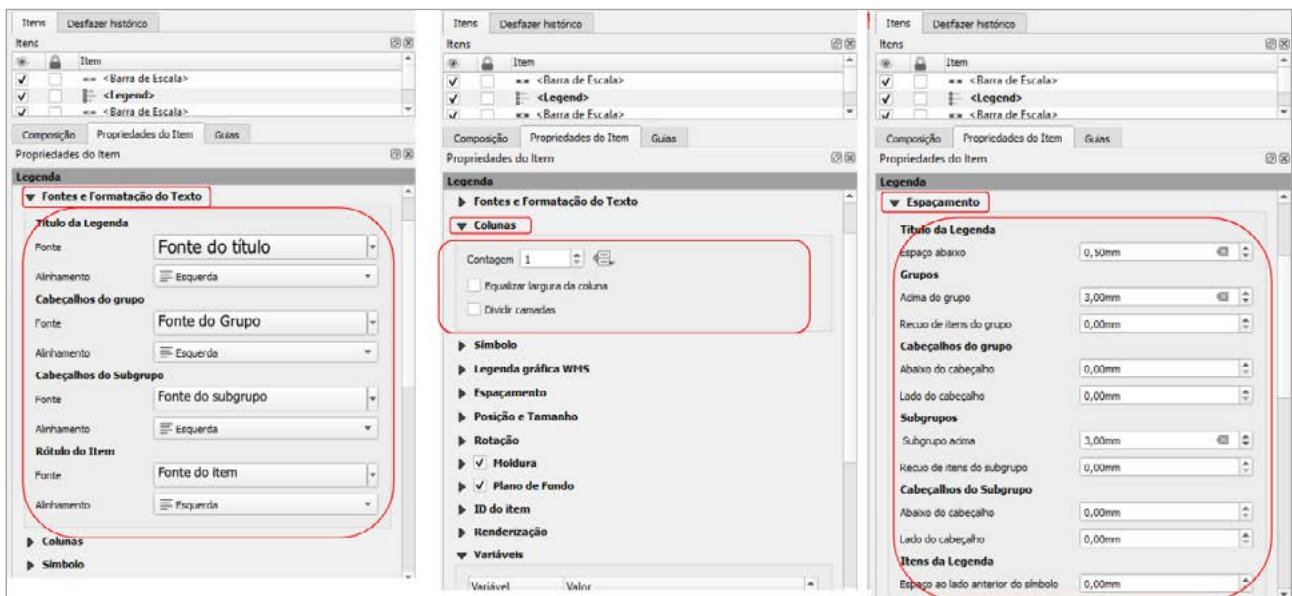 Itens Desfazer histórico
Itens
Item
<Barra de Escala>
<Legend>
<Barra de Escala>
Composição Propriedades do Item Guias
Propriedades do Item
Legenda
Fontes e Formatação do Texto
Título da Legenda
Fonte Fonte do título
Alinhamento Esquerda
Cabeçalhos do grupo
Fonte Fonte do Grupo
Alinhamento Esquerda
Cabeçalhos do Subgrupo
Fonte Fonte do subgrupo
Alinhamento Esquerda
Rótulo do Item
Fonte Fonte do item
Alinhamento Esquerda
Colunas
Símbolo
Itens Desfazer histórico
Itens
Item
<Barra de Escala>
<Legend>
<Barra de Escala>
Composição Propriedades do Item Guias
Propriedades do Item
Legenda
Fontes e Formatação do Texto
Colunas
Contagem 1
Equalizar largura da coluna
Dividir camadas
Símbolo
Legenda gráfica WMS
Espaçamento
Posição e Tamanho
Rotação
Moldura
Plano de Fundo
ID do item
Renderização
Variáveis
Variável Valor
Itens Desfazer histórico
Itens
Item
<Barra de Escala>
<Legend>
<Barra de Escala>
Composição Propriedades do Item Guias
Propriedades do Item
Legenda
Espaçamento
Título da Legenda
Espaço abaixo 0,50mm
Grupos
Acima do grupo 3,00mm
Recuo de itens do grupo 0,00mm
Cabeçalhos do grupo
Abaixo do cabeçalho 0,00mm
Lado do cabeçalho 0,00mm
Subgrupos
Subgrupo acima 3,00mm
Recuo de itens do subgrupo 0,00mm
Cabeçalhos do Subgrupo
Abaixo do cabeçalho 0,00mm
Lado do cabeçalho 0,00mm
Itens da Legenda
Espaço ao lado anterior do símbolo 0,00mm